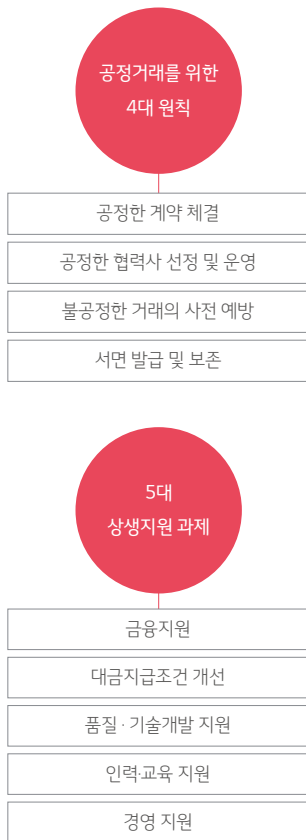 공정거래를 위한
4대 원칙
공정한 계약 체결
공정한 협력사 선정 및 운영
불공정한 거래의 사전 예방
서면 발급 및 보존
5대
상생지원 과제
금융지원
대금지급조건 개선
품질 · 기술개발 지원
인력·교육 지원
경영 지원